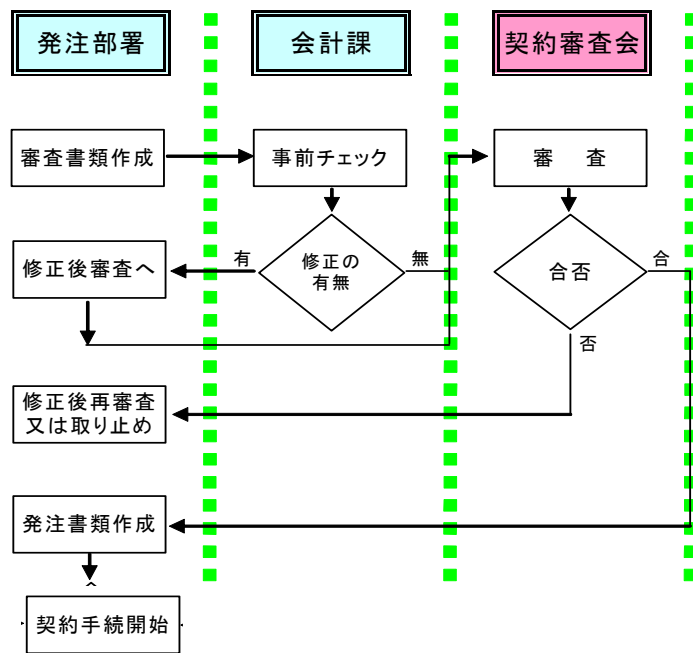 発注部署
会計課
契約審査会
審査書類作成
事前チェック
審　査
修正後審査へ
有
修正の
有無
無
合否
合
否
修正後再審査
又は取り止め
発注書類作成
契約手続開始